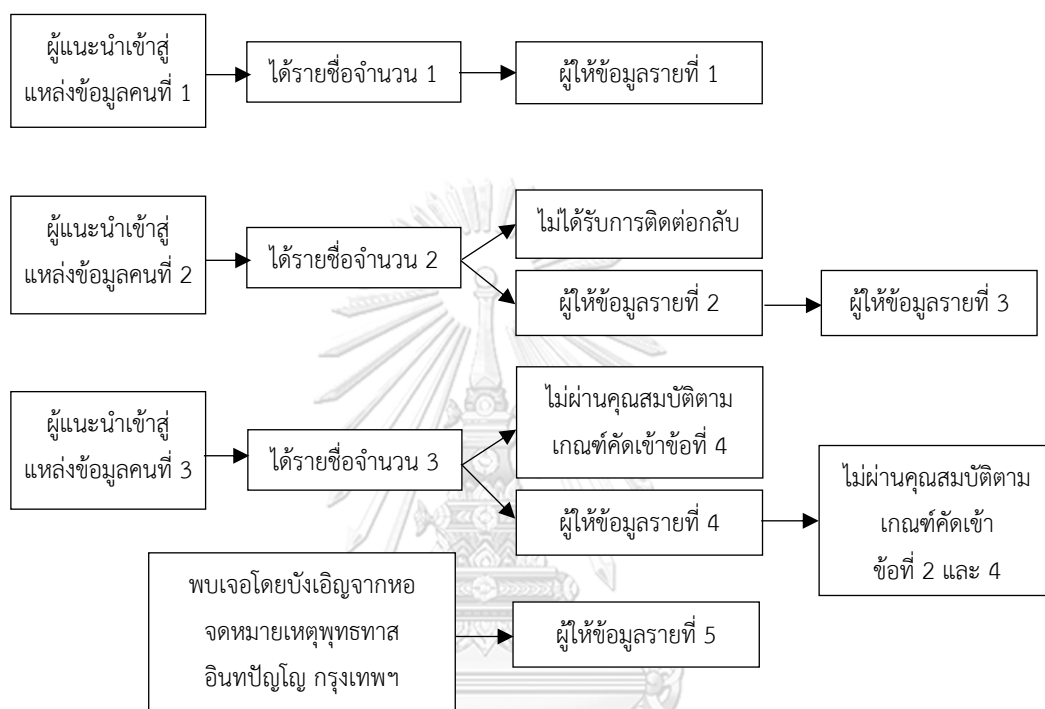 ผู้แนะนำเข้าสู่
แหล่งข้อมูลคนที่ 1
ได้รายชื่อจำนวน 1
ผู้ให้ข้อมูลรายที่ 1
ผู้แนะนำเข้าสู่
แหล่งข้อมูลคนที่ 2
ได้รายชื่อจำนวน 2
ไม่ได้รับการติดต่อกลับ
ผู้ให้ข้อมูลรายที่ 2
ผู้ให้ข้อมูลรายที่ 3
ผู้แนะนำเข้าสู่
แหล่งข้อมูลคนที่ 3
ได้รายชื่อจำนวน 3
ไม่ผ่านคุณสมบัติตาม
เกณฑ์คัดเข้าข้อที่ 4
ผู้ให้ข้อมูลรายที่ 4
ไม่ผ่านคุณสมบัติตาม
เกณฑ์คัดเข้า
ข้อที่ 2 และ 4
พบเจอโดยบังเอิญจากหอ
จดหมายเหตุพุทธทาส
อินทปัญโญ กรุงเทพฯ
ผู้ให้ข้อมูลรายที่ 5